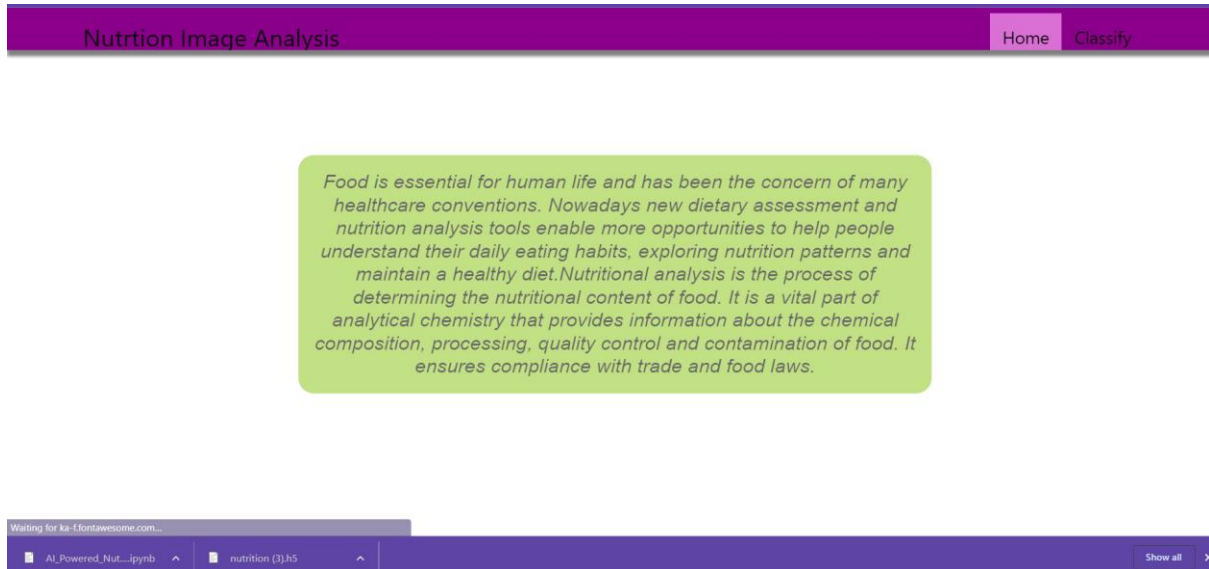 Nutrtion Image Analysis
Home Classify
Food is essential for human life and has been the concern of many
healthcare conventions. Nowadays new dietary assessment and
nutrition analysis tools enable more opportunities to help people
understand their daily eating habits, exploring nutrition patterns and
maintain a healthy diet.Nutritional analysis is the process of
determining the nutritional content of food. It is a vital part of
analytical chemistry that provides information about the chemical
composition, processing, quality control and contamination of food. It
ensures compliance with trade and food laws.
Waiting for ka-f.fontawesome.com...
AI_Powered_Nut....ipynb
nutrition (3).h5
Show all